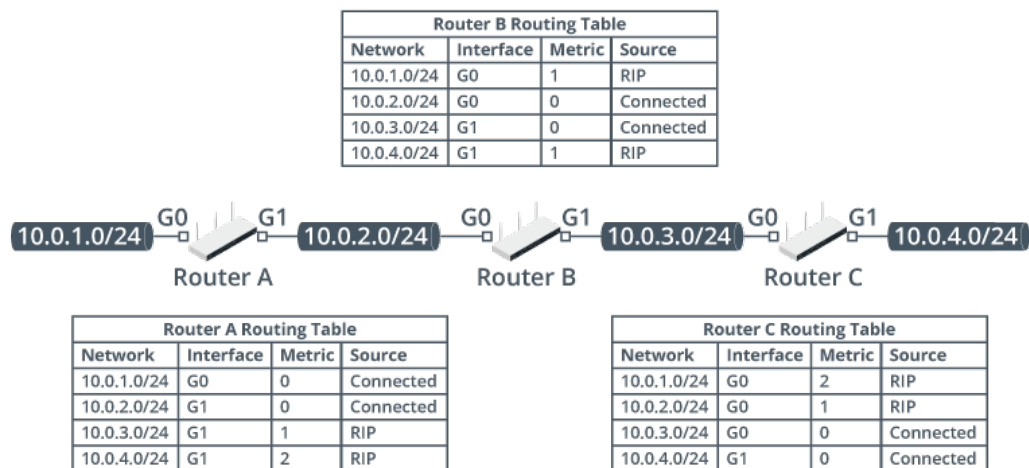 Router B Routing Table
Network Interface Metric Source
10.0.1.0/24 G0 1 RIP
10.0.2.0/24 G0 0 Connected
10.0.3.0/24 G1 0 Connected
10.0.4.0/24 G1 1 RIP
10.0.1.0/24 G0 G1 10.0.2.0/24 G0 G1 10.0.3.0/24 G0 G1 10.0.4.0/24
Router A Router B Router C
Router A Routing Table
Network Interface Metric Source
10.0.1.0/24 G0 0 Connected
10.0.2.0/24 G1 0 Connected
10.0.3.0/24 G1 1 RIP
10.0.4.0/24 G1 2 RIP
Router C Routing Table
Network Interface Metric Source
10.0.1.0/24 G0 2 RIP
10.0.2.0/24 G0 1 RIP
10.0.3.0/24 G0 0 Connected
10.0.4.0/24 G1 0 Connected